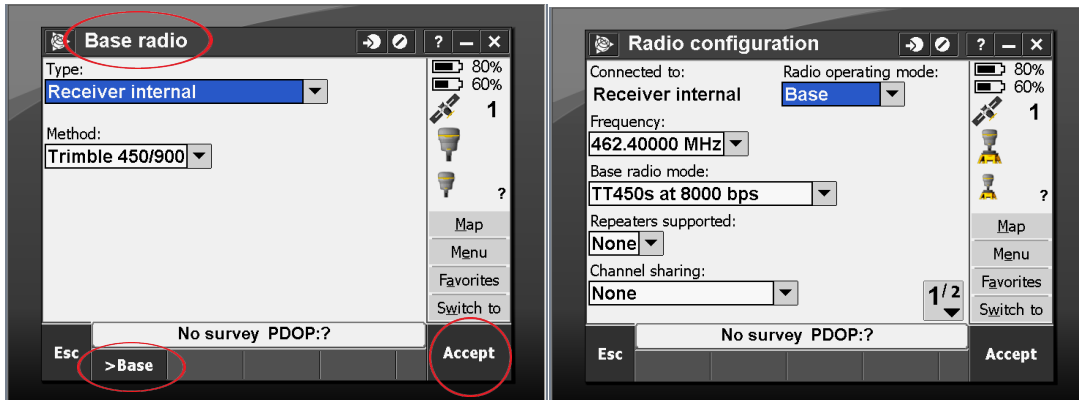 Base radio
? – ×
Type:
80%
Receiver internal
60%
1
Method:
Trimble 450/900
?
Map
Menu
Favorites
Switch to
No survey PDOP:?
Esc
>Base
Accept
Radio configuration
? – ×
Connected to:
Radio operating mode:
80%
Receiver internal
Base
60%
1
Frequency:
462.40000 MHz
Base radio mode:
TT450s at 8000 bps
?
Repeaters supported:
Map
None
Menu
Channel sharing:
Favorites
None
1/2
Switch to
No survey PDOP:?
Esc
Accept